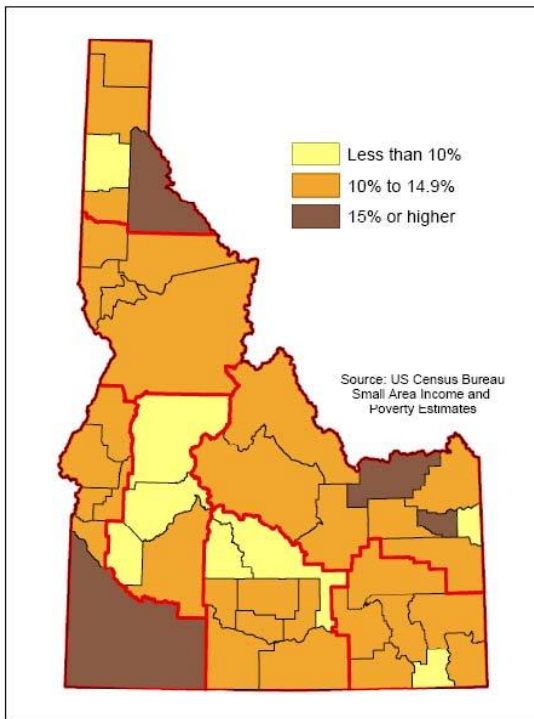 Less than 10%
10% to 14.9%
15% or higher
Source: US Census Bureau
Small Area Income and
Poverty Estimates